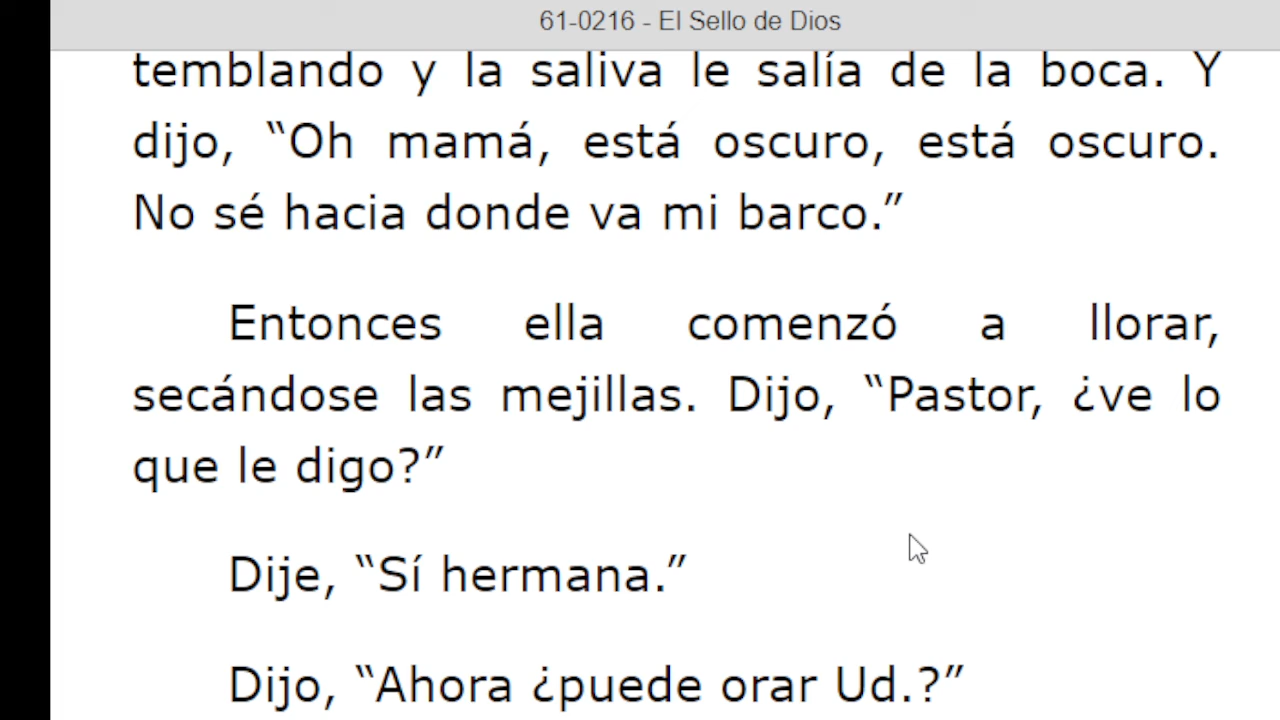 61-0216 - El Sello de Dios
temblando y la saliva le salía de la boca. Y
dijo, “Oh mamá, está oscuro, está oscuro.
No sé hacia donde va mi barco.”
Entonces ella comenzó a llorar,
secándose las mejillas. Dijo, “Pastor, ¿ve lo
que le digo?”
Dije, “Sí hermana.”
Dijo, “Ahora ¿puede orar Ud.?”